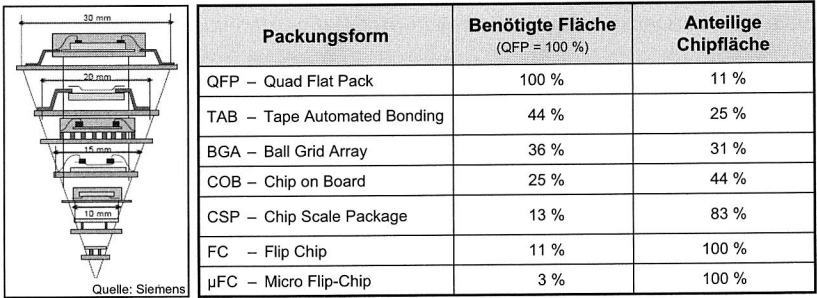 30 mm
20 mm
15 mm
10 mm
Quelle: Siemens
Packungsform Benötigte Fläche (QFP = 100 %) Anteilige Chipfläche
QFP – Quad Flat Pack 100 % 11 %
TAB – Tape Automated Bonding 44 % 25 %
BGA – Ball Grid Array 36 % 31 %
COB – Chip on Board 25 % 44 %
CSP – Chip Scale Package 13 % 83 %
FC – Flip Chip 11 % 100 %
µFC – Micro Flip-Chip 3 % 100 %